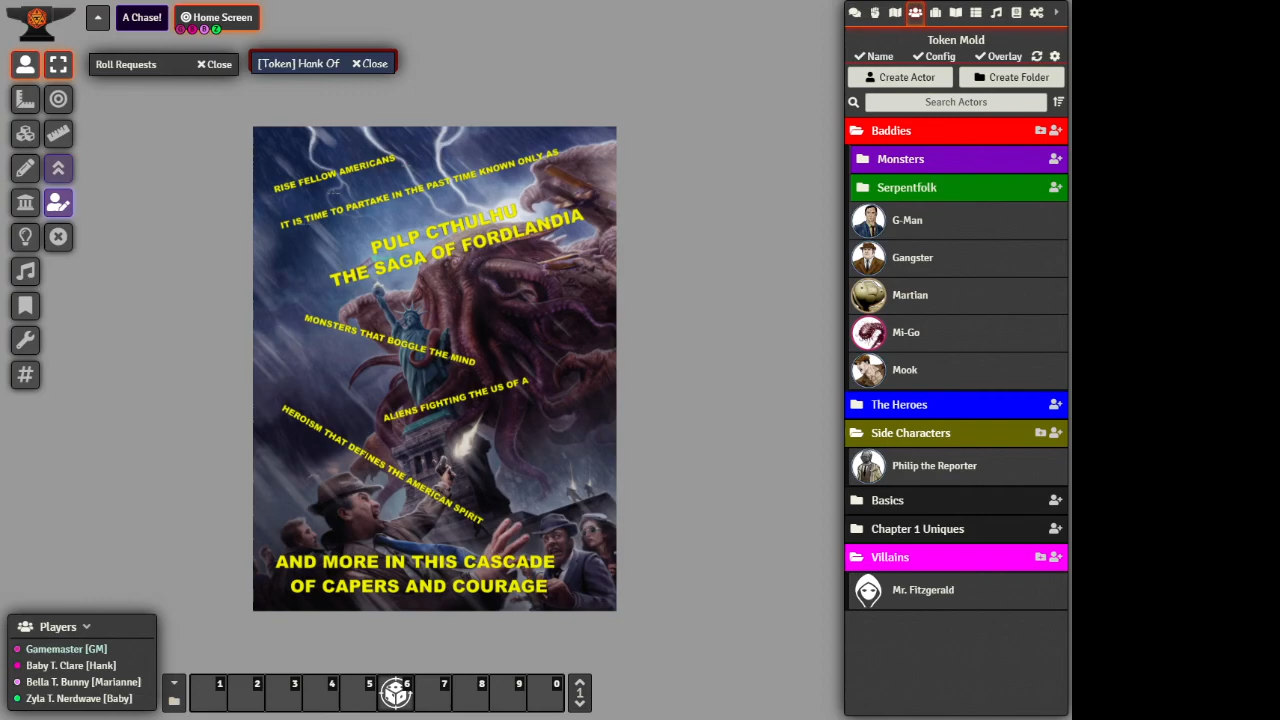 A Chase!
Home Screen
G B B Z
Roll Requests
Close
[Token] Hank Of
Close
Token Mold
Name
Config
Overlay
Create Actor
Create Folder
Search Actors
Baddies
Monsters
Serpentfolk
G-Man
Gangster
Martian
Mi-Go
Mook
The Heroes
Side Characters
Philip the Reporter
Basics
Chapter 1 Uniques
Villains
Mr. Fitzgerald
RISE FELLOW AMERICANS
IT IS TIME TO PARTAKE IN THE PAST TIME KNOWN ONLY AS
PULP CTHULHU
THE SAGA OF FORDLANDIA
MONSTERS THAT BOGGLE THE MIND
ALIENS FIGHTING THE US OF A
HEROISM THAT DEFINES THE AMERICAN SPIRIT
AND MORE IN THIS CASCADE
OF CAPERS AND COURAGE
Players
Gamemaster [GM]
Baby T. Clare [Hank]
Bella T. Bunny [Marianne]
Zyla T. Nerdwave [Baby]
1 2 3 4 5 6 7 8 9 0
1